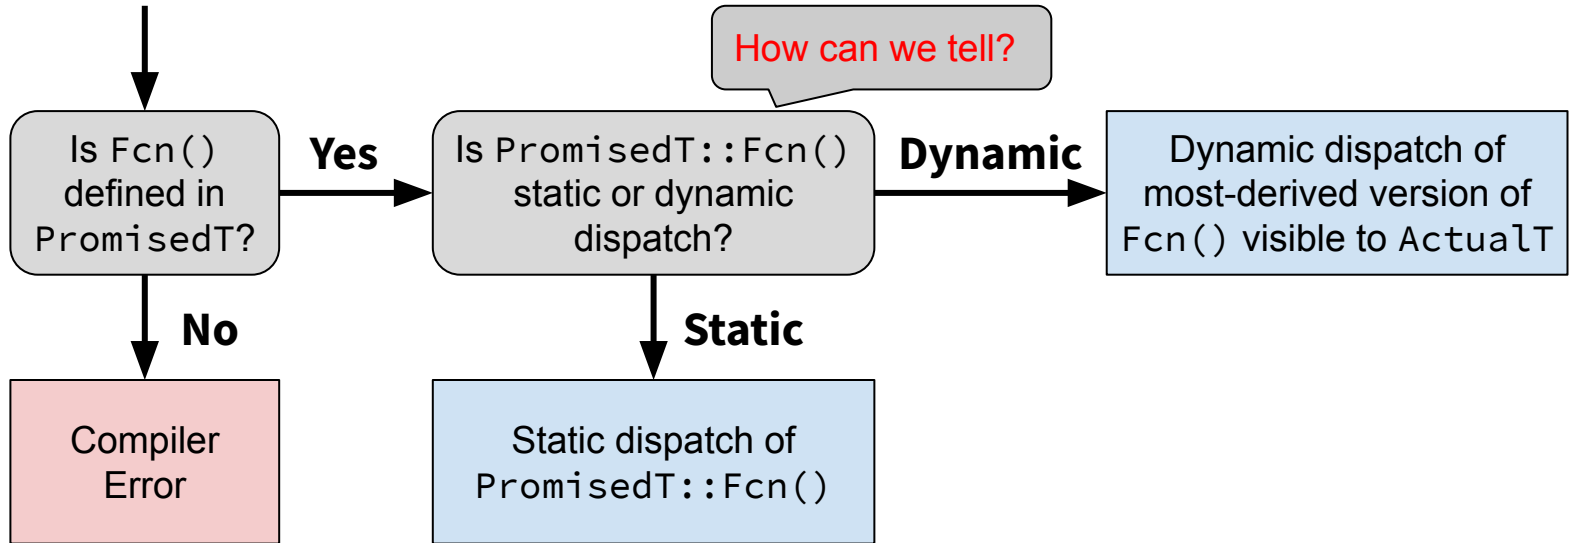 How can we tell?
Is Fcn()
defined in
PromisedT?
Yes
Is PromisedT::Fcn()
static or dynamic
dispatch?
Dynamic
Dynamic dispatch of
most-derived version of
Fcn() visible to ActualT
No
Static
Compiler
Error
Static dispatch of
PromisedT::Fcn()